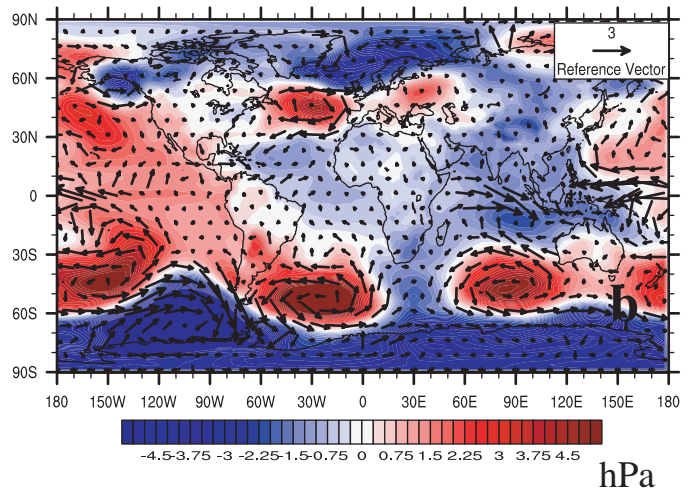 90N
60N
30N
0
30S
60S
90S
3
Reference Vector
b
180 150W 120W 90W 60W 30W 0 30E 60E 90E 120E 150E 180
-4.5 -3.75 -3 -2.25 -1.5 -0.75 0 0.75 1.5 2.25 3 3.75 4.5
hPa